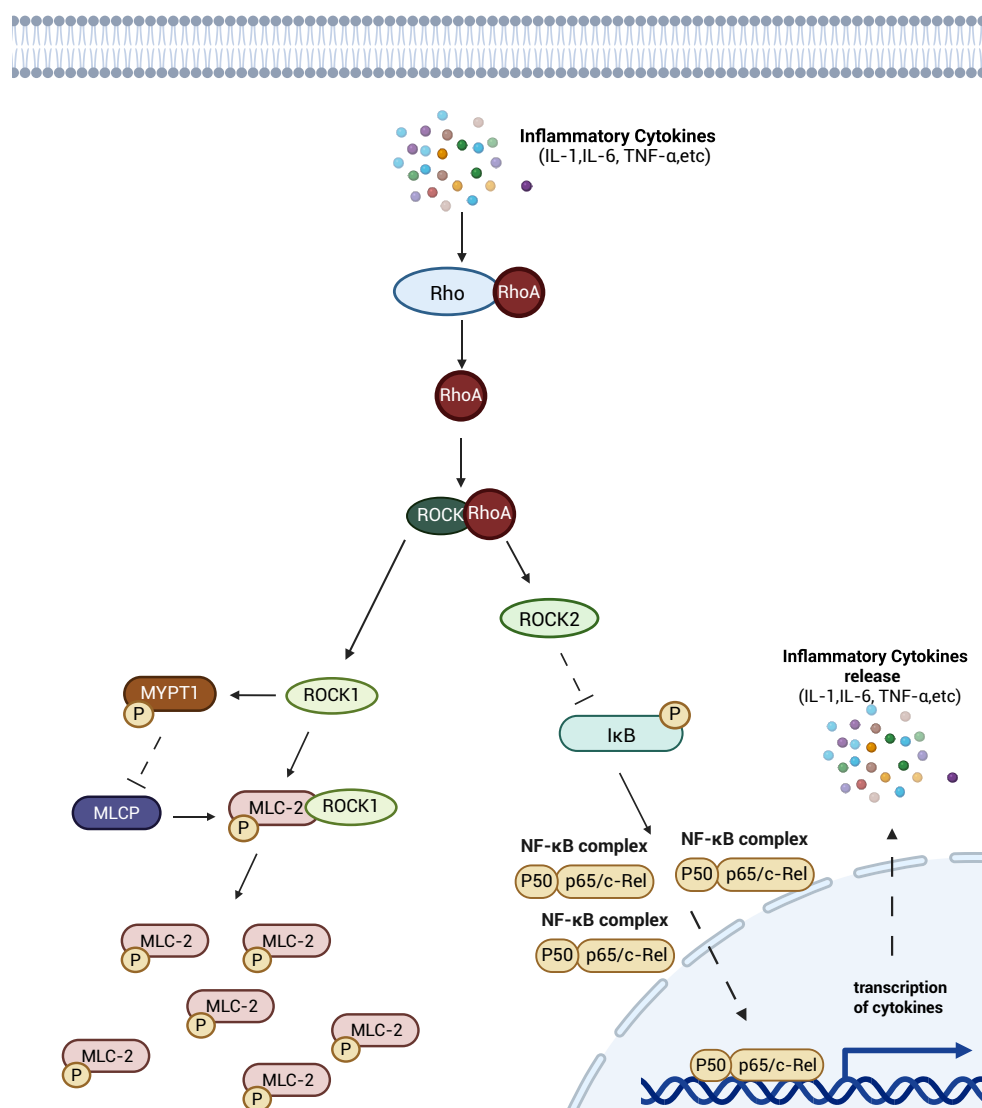 Inflammatory Cytokines
(IL-1,IL-6, TNF-α,etc)
Rho
RhoA
RhoA
ROCK
RhoA
ROCK2
Inflammatory Cytokines
release
(IL-1,IL-6, TNF-α,etc)
MYPT1
P
ROCK1
P
IκB
MLCP
MLC-2
P
ROCK1
NF-κB complex
P50
p65/c-Rel
NF-κB complex
P50
p65/c-Rel
NF-κB complex
P50
p65/c-Rel
MLC-2
P
MLC-2
P
MLC-2
P
MLC-2
P
MLC-2
P
MLC-2
P
transcription
of cytokines
P50
p65/c-Rel